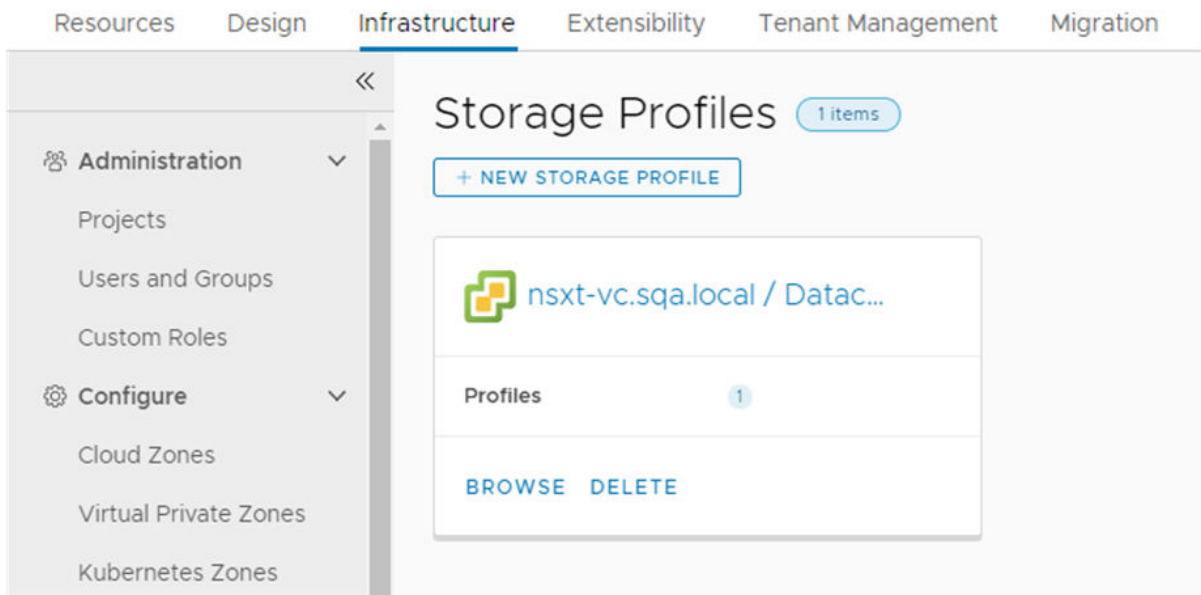 Resources Design Infrastructure Extensibility Tenant Management Migration
«
Storage Profiles 1 items
+ NEW STORAGE PROFILE
Administration
Projects
Users and Groups
Custom Roles
Configure
Cloud Zones
Virtual Private Zones
Kubernetes Zones
nsxt-vc.sqa.local / Datac...
Profiles 1
BROWSE DELETE